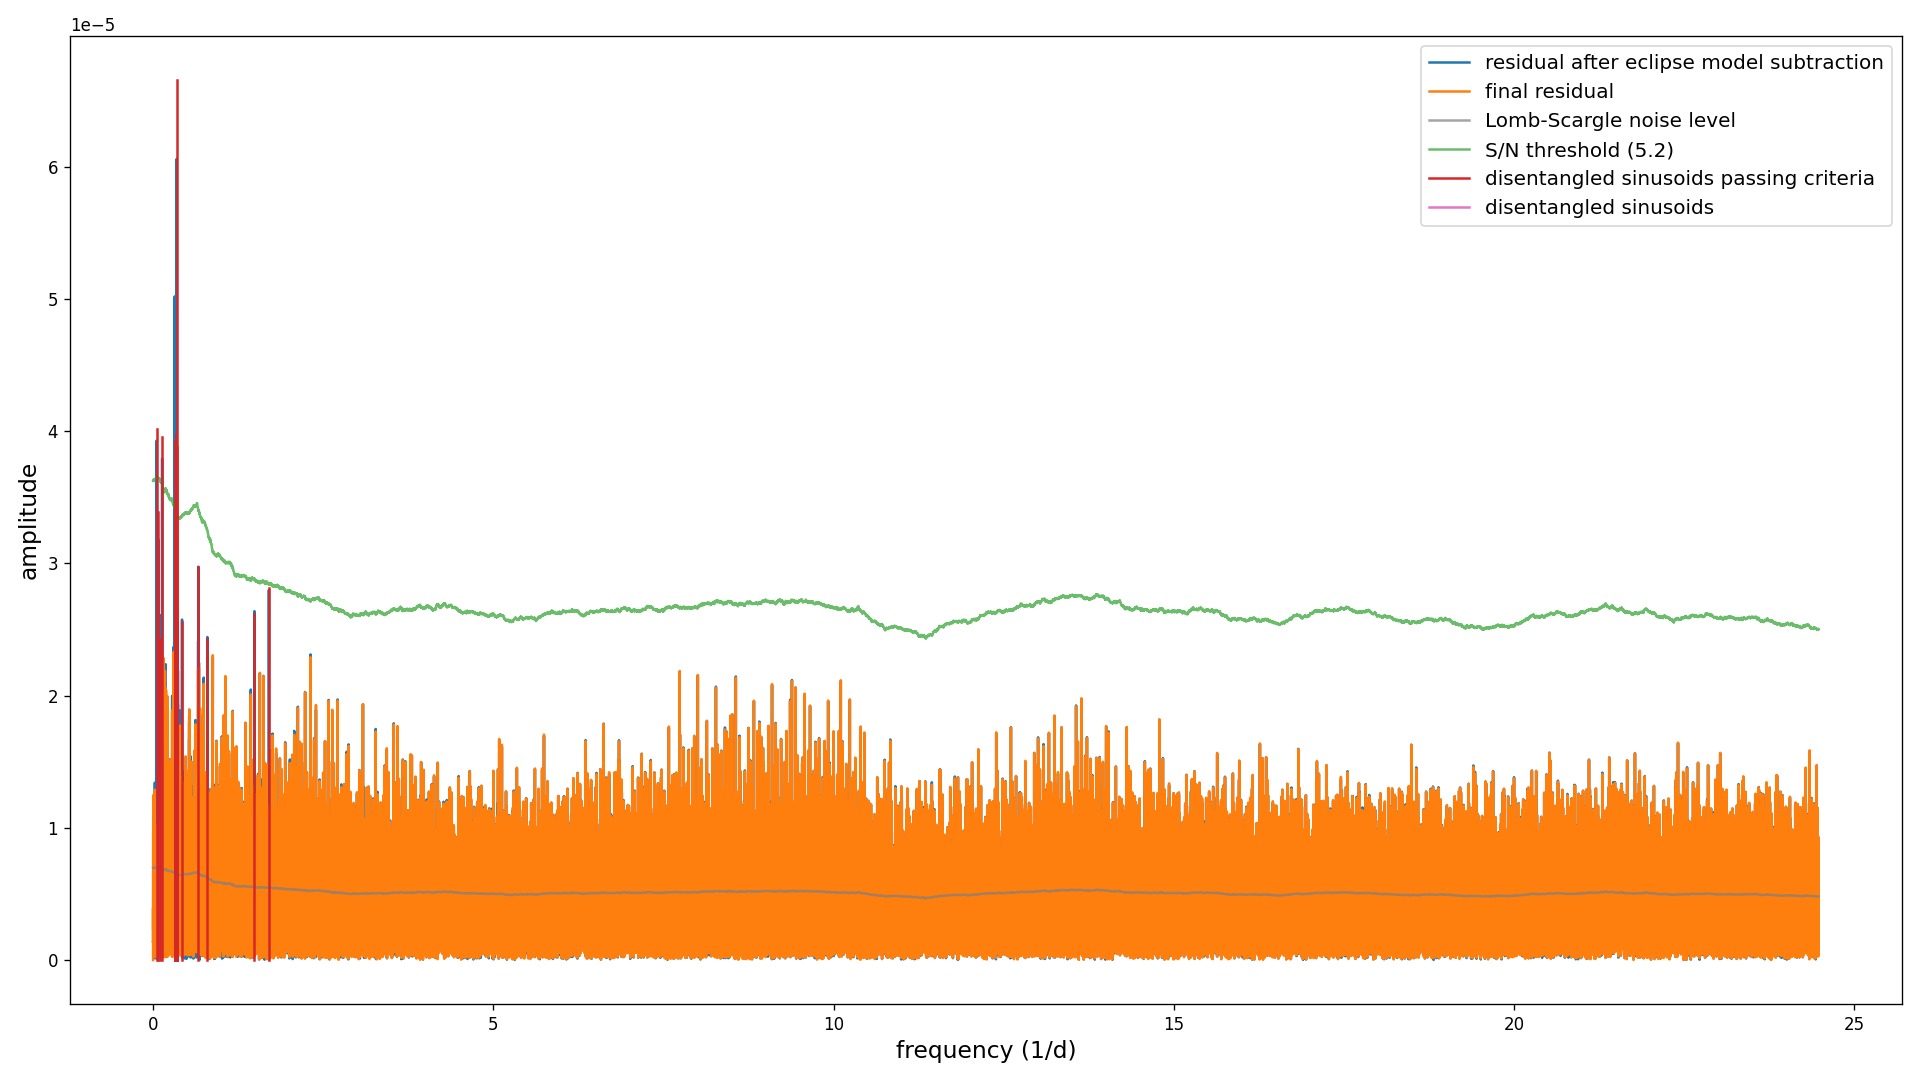 1e−5
residual after eclipse model subtraction
final residual
Lomb-Scargle noise level
S/N threshold (5.2)
disentangled sinusoids passing criteria
disentangled sinusoids
6
5
4
3
2
1
0
amplitude
0
5
10
15
20
25
frequency (1/d)